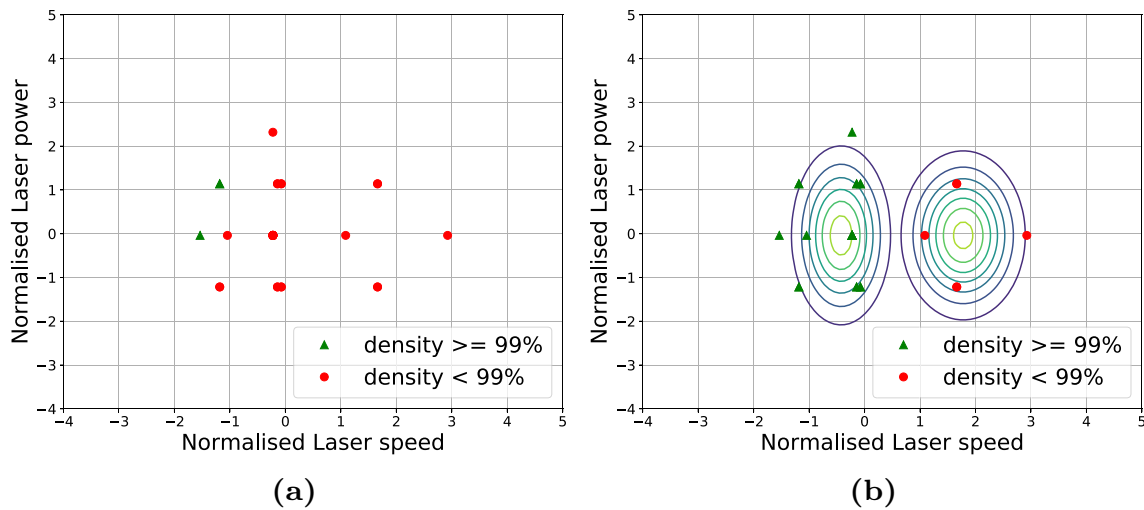 5
4
3
2
1
0
−1
−2
−3
−4
−4 −3 −2 −1 0 1 2 3 4 5
Normalised Laser power
Normalised Laser speed
density >= 99%
density < 99%
(a)
5
4
3
2
1
0
−1
−2
−3
−4
−4 −3 −2 −1 0 1 2 3 4 5
Normalised Laser power
Normalised Laser speed
density >= 99%
density < 99%
(b)